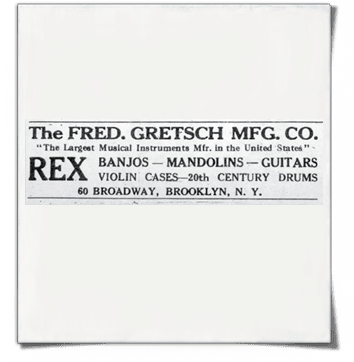 The FRED. GRETSCH MFG. CO.
"The Largest Musical Instruments Mfr. in the United States"
REX BANJOS — MANDOLINS — GUITARS
VIOLIN CASES—20th CENTURY DRUMS
60 BROADWAY, BROOKLYN, N. Y.